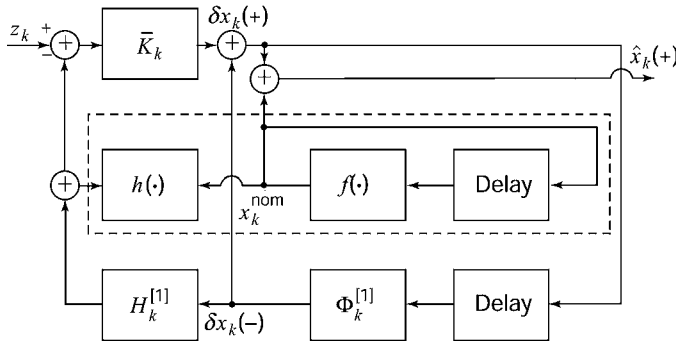 z_k + − + K̄_k δx_k(+) + + x̂_k(+)
+ h(·) x_k^nom f(·) Delay
H_k^[1] δx_k(−) Φ_k^[1] Delay